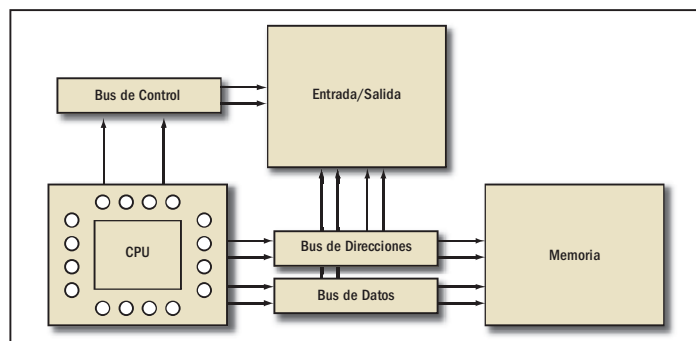 Bus de Control
Entrada/Salida
CPU
Bus de Direcciones
Memoria
Bus de Datos